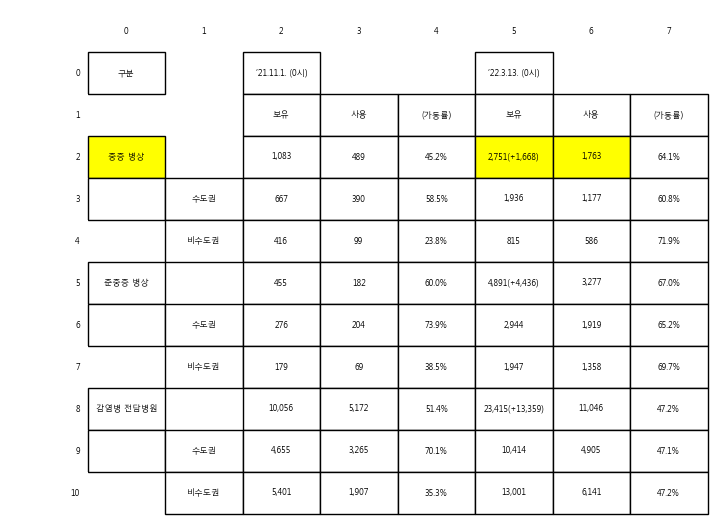 0 1 2 3 4 5 6 7
0 구분 ´21.11.1. (0시) ´22.3.13. (0시)
1 보유 사용 (가동률) 보유 사용 (가동률)
2 중증 병상 1,083 489 45.2% 2,751(+1,668) 1,763 64.1%
3 수도권 667 390 58.5% 1,936 1,177 60.8%
4 비수도권 416 99 23.8% 815 586 71.9%
5 준중증 병상 455 182 60.0% 4,891(+4,436) 3,277 67.0%
6 수도권 276 204 73.9% 2,944 1,919 65.2%
7 비수도권 179 69 38.5% 1,947 1,358 69.7%
8 감염병 전담병원 10,056 5,172 51.4% 23,415(+13,359) 11,046 47.2%
9 수도권 4,655 3,265 70.1% 10,414 4,905 47.1%
10 비수도권 5,401 1,907 35.3% 13,001 6,141 47.2%